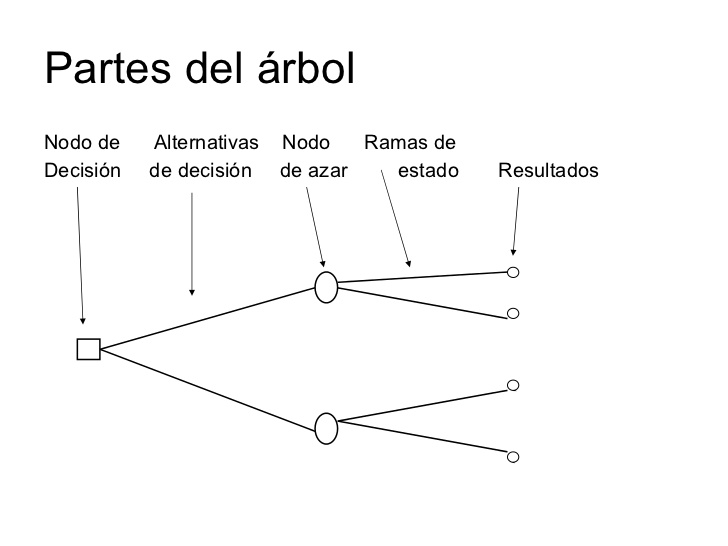 Partes del árbol
Nodo de Alternativas Nodo Ramas de
Decisión de decisión de azar estado Resultados